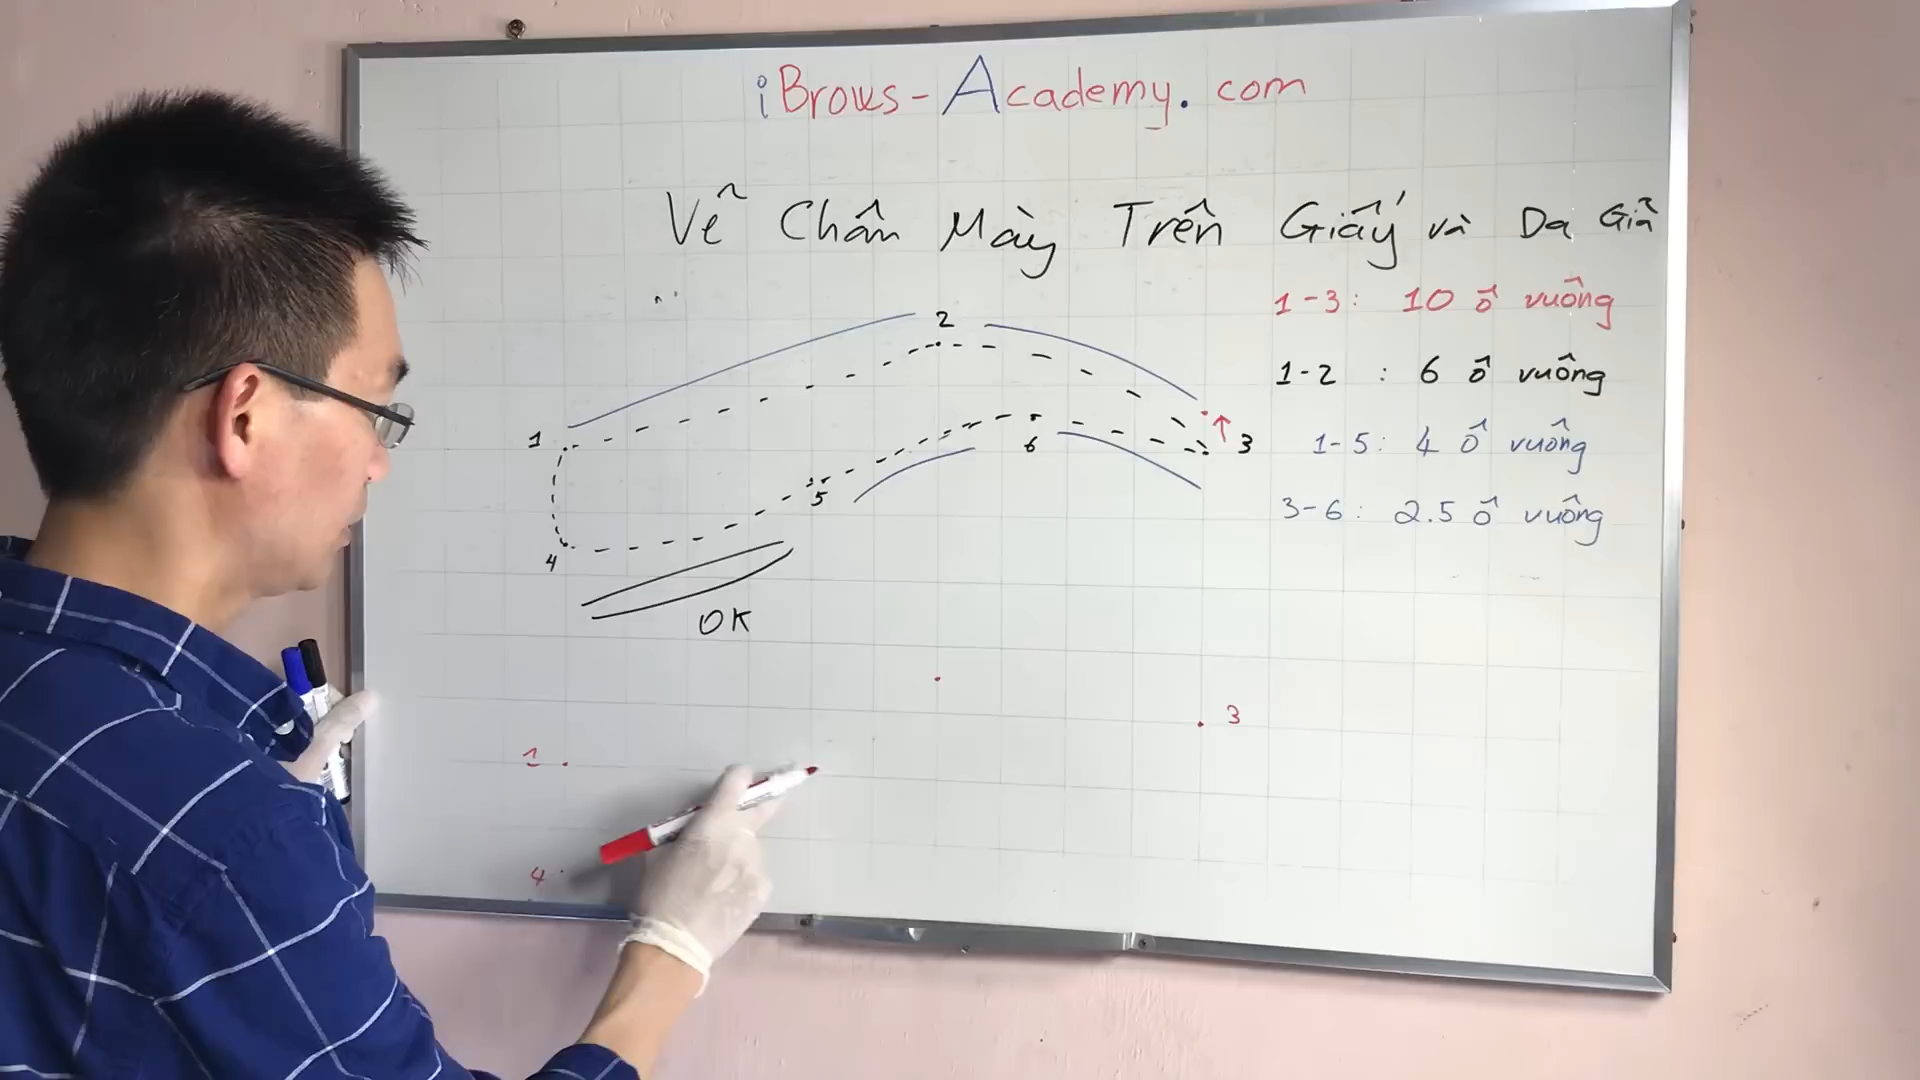 iBrows-Academy.com
Vẽ Chân Mày Trên Giấy và Da Giả
1-3: 10 ô vuông
1-2 : 6 ô vuông
1-5: 4 ô vuông
3-6: 2.5 ô vuông
2
1
3
6
5
4
OK
3
1
4